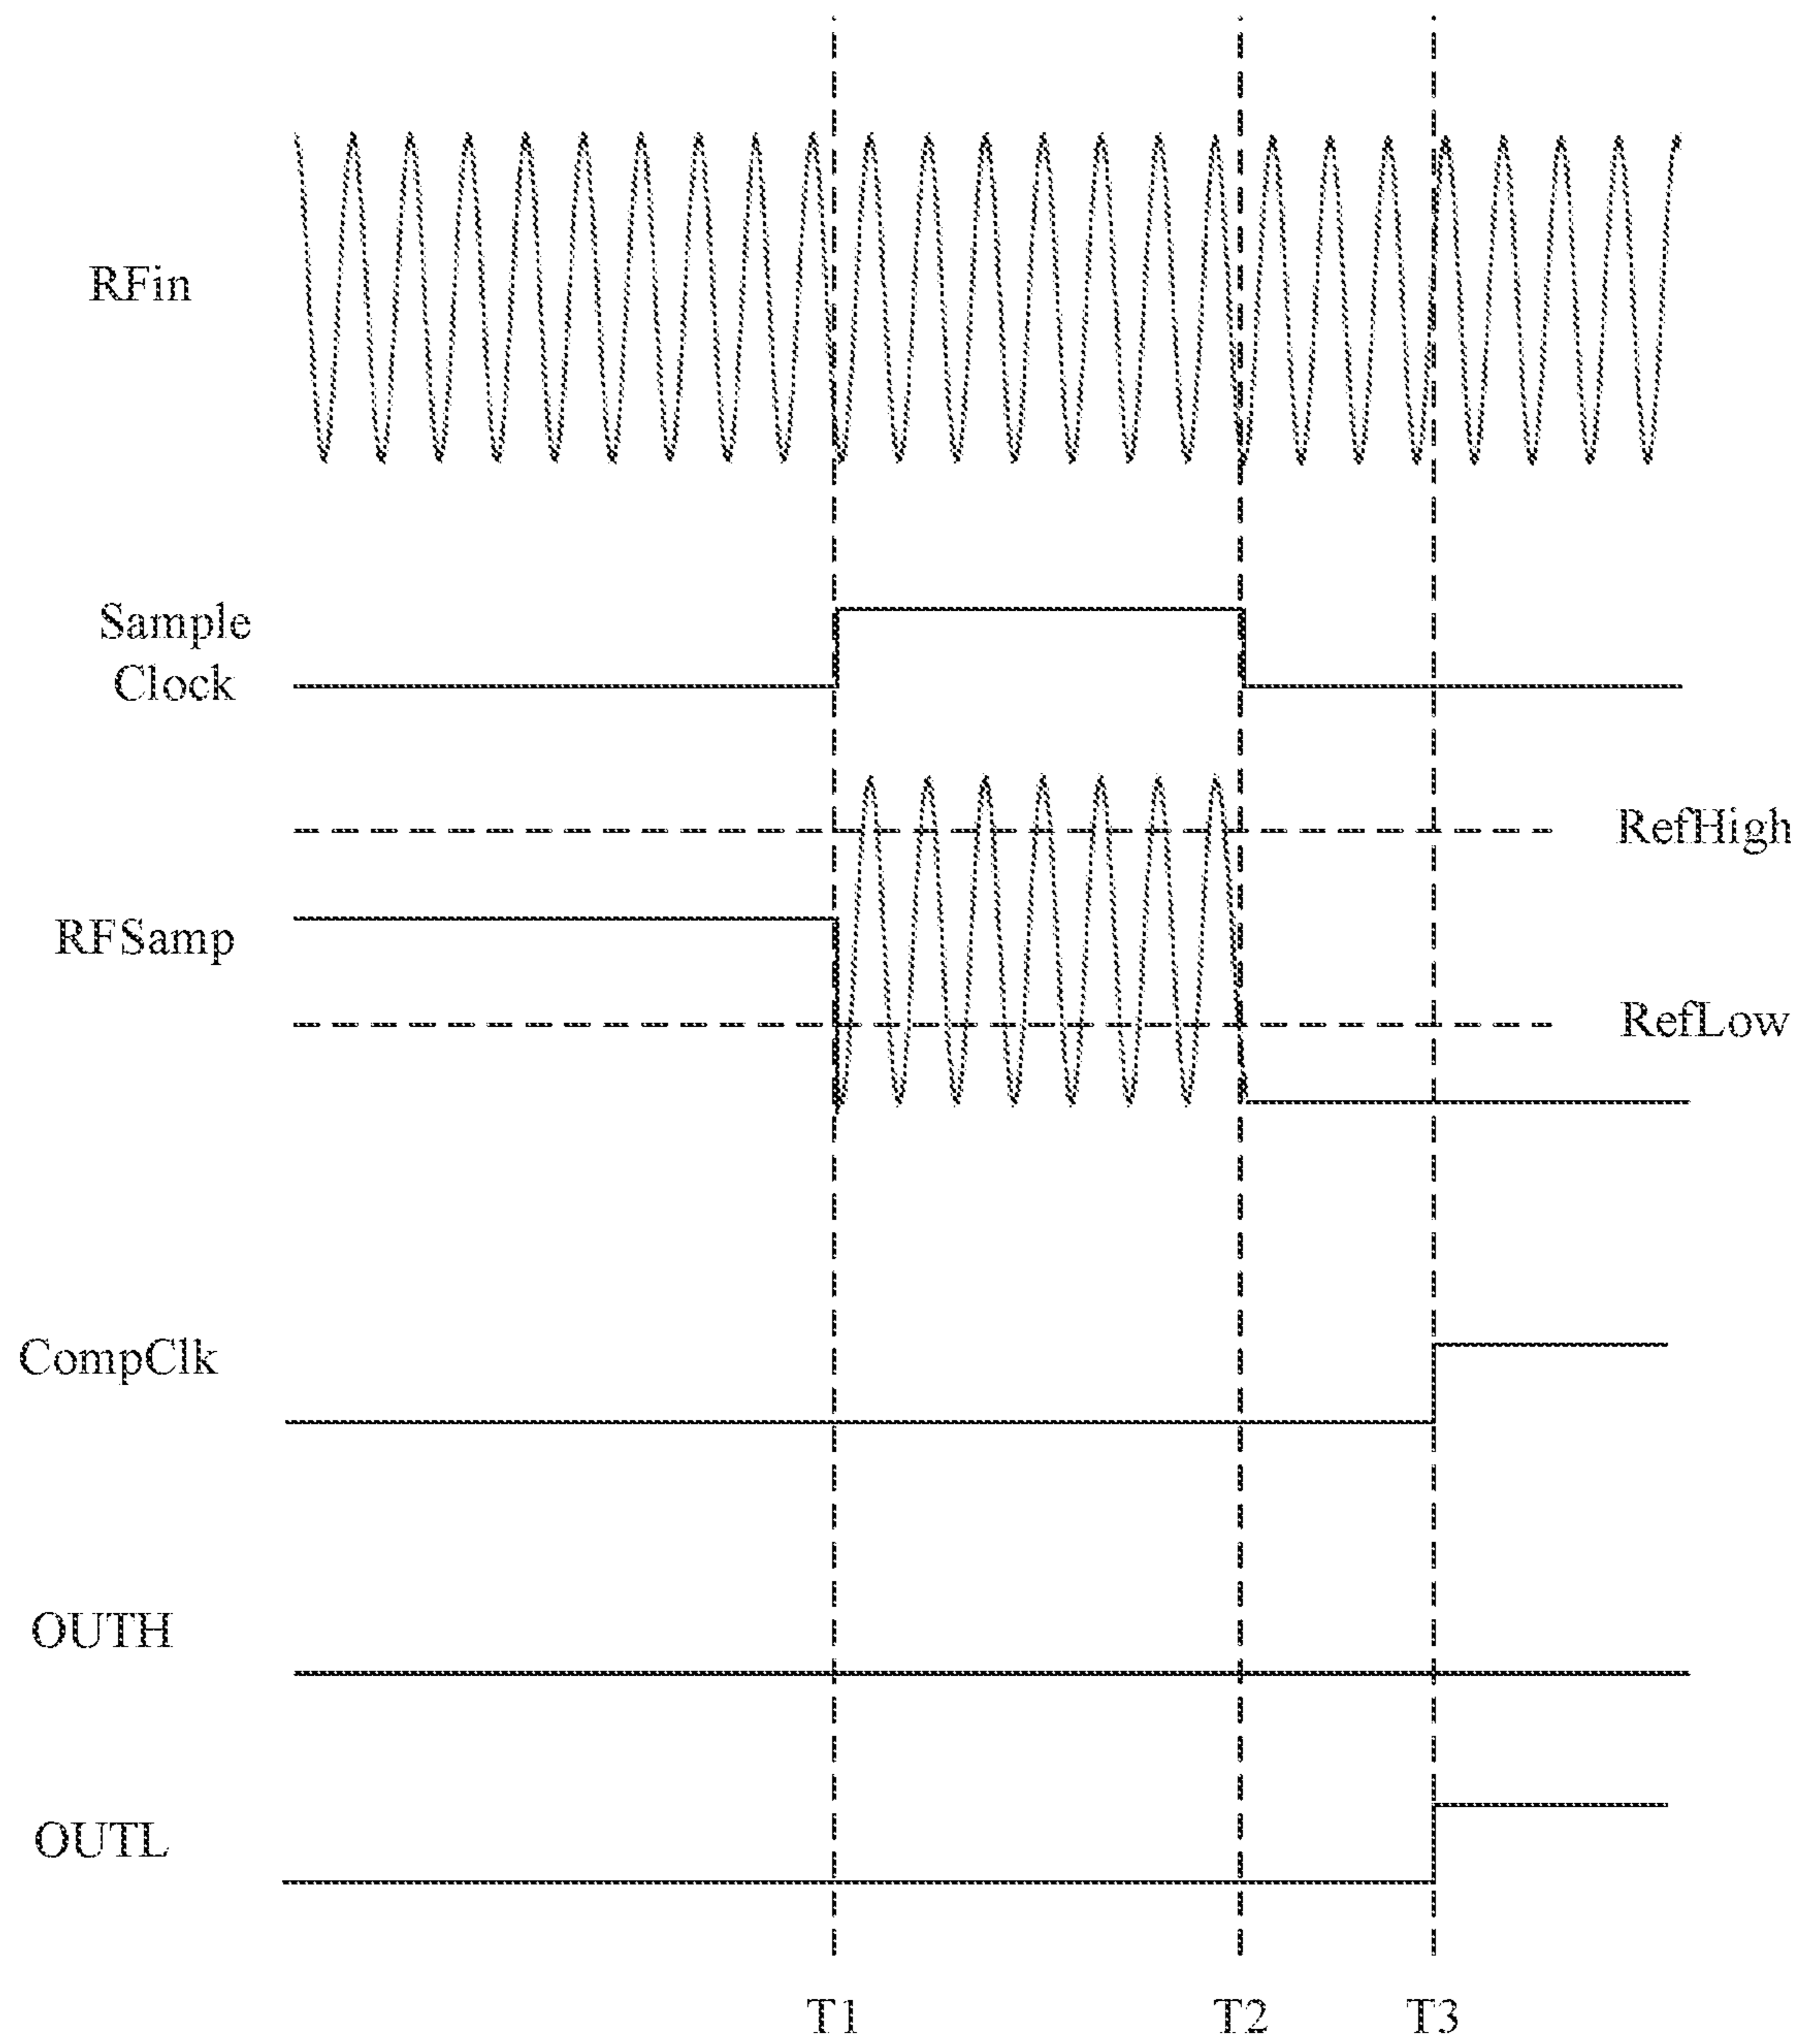 RFin
Sample
Clock
RefHigh
RFSamp
RefLow
CompClk
OUTH
OUTL
T1 T2 T3